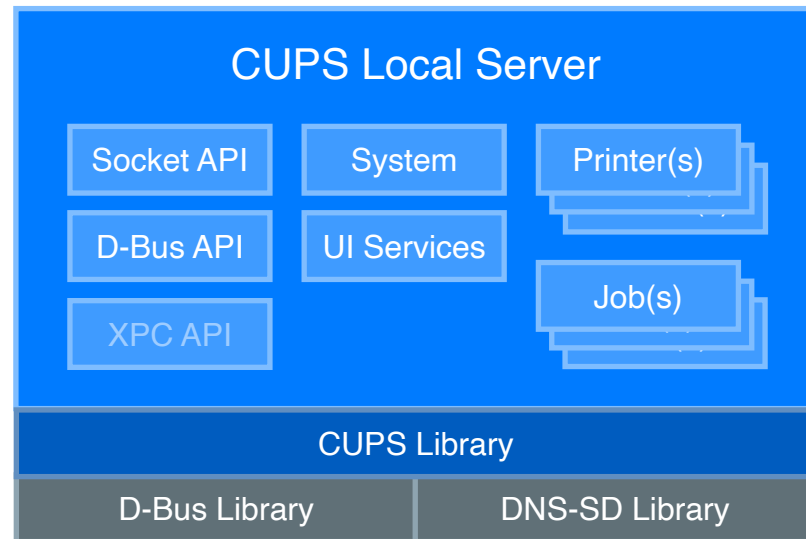 CUPS Local Server
Socket API
System
Printer(s)
D-Bus API
UI Services
Job(s)
XPC API
CUPS Library
D-Bus Library
DNS-SD Library